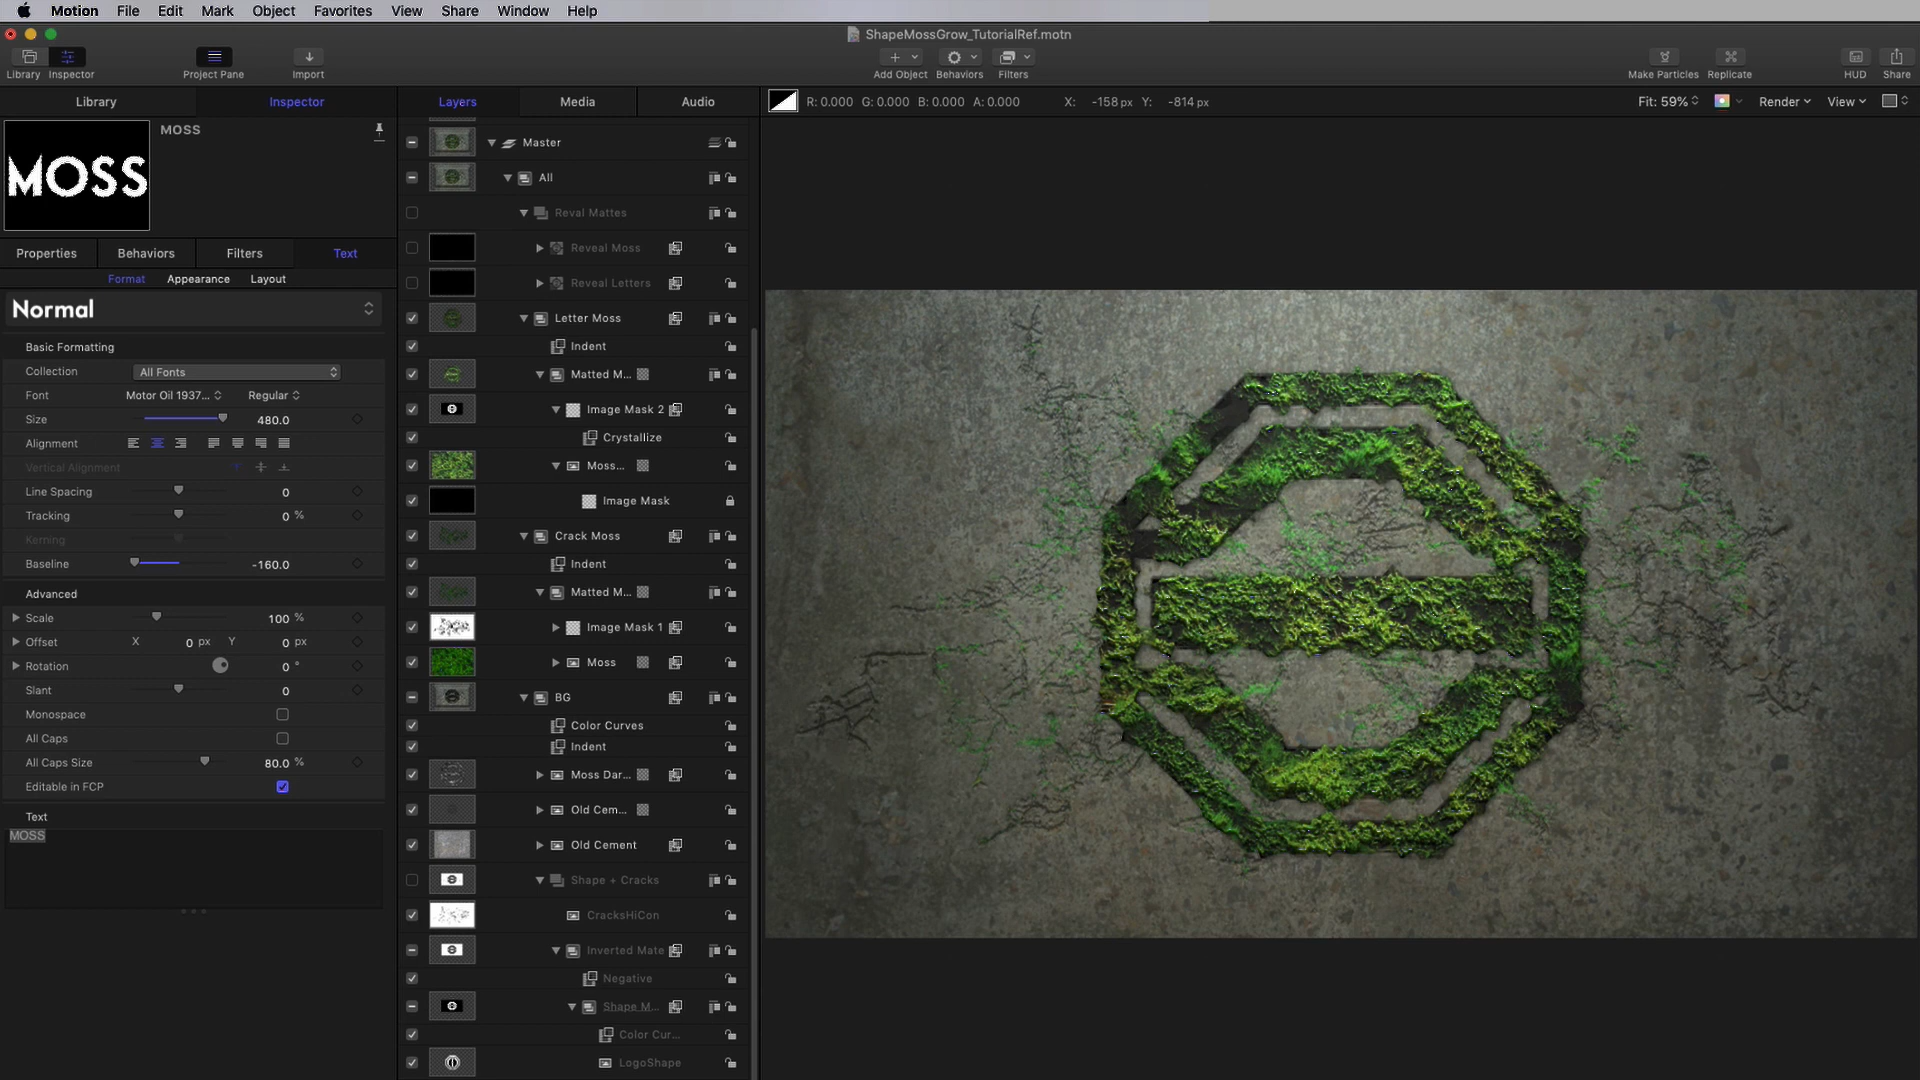 Motion File Edit Mark Object Favorites View Share Window Help
ShapeMossGrow_TutorialRef.motn
Library Inspector Project Pane Import Add Object Behaviors Filters Make Particles Replicate HUD Share
Library Inspector Layers Media Audio R: 0.000 G: 0.000 B: 0.000 A: 0.000 X: -158 px Y: -814 px Fit: 59% Render View
MOSS
MOSS
Properties Behaviors Filters Text
Format Appearance Layout
Normal
Basic Formatting
Collection All Fonts
Font Motor Oil 1937... Regular
Size 480.0
Alignment
Vertical Alignment
Line Spacing 0
Tracking 0 %
Kerning
Baseline -160.0
Advanced
Scale 100 %
Offset X 0 px Y 0 px
Rotation 0 °
Slant 0
Monospace
All Caps
All Caps Size 80.0 %
Editable in FCP
Text
MOSS
Master
All
Reval Mattes
Reveal Moss
Reveal Letters
Letter Moss
Indent
Matted M...
Image Mask 2
Crystallize
Moss...
Image Mask
Crack Moss
Indent
Matted M...
Image Mask 1
Moss
BG
Color Curves
Indent
Moss Dar...
Old Cem...
Old Cement
Shape + Cracks
CracksHiCon
Inverted Mate
Negative
Shape M...
Color Cur...
LogoShape